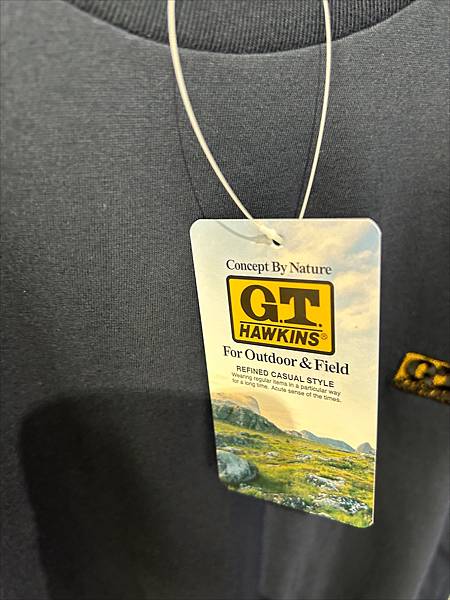 Concept By Nature
G.T.
HAWKINS®
For Outdoor & Field
REFINED CASUAL STYLE
Wearing regular items in a particular way
for a long time. Acute sense of the times.
G.T.